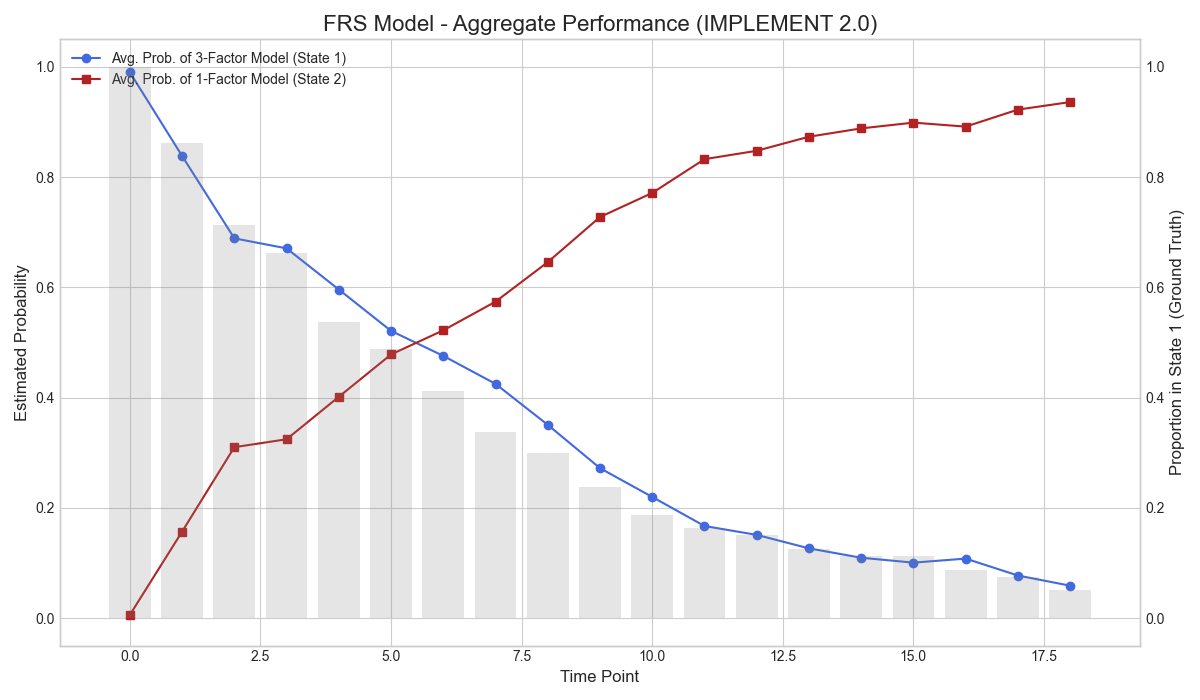 FRS Model - Aggregate Performance (IMPLEMENT 2.0)
Avg. Prob. of 3-Factor Model (State 1)
Avg. Prob. of 1-Factor Model (State 2)
Estimated Probability
1.0
0.8
0.6
0.4
0.2
0.0
1.0
0.8
0.6
0.4
0.2
0.0
Proportion in State 1 (Ground Truth)
0.0 2.5 5.0 7.5 10.0 12.5 15.0 17.5
Time Point